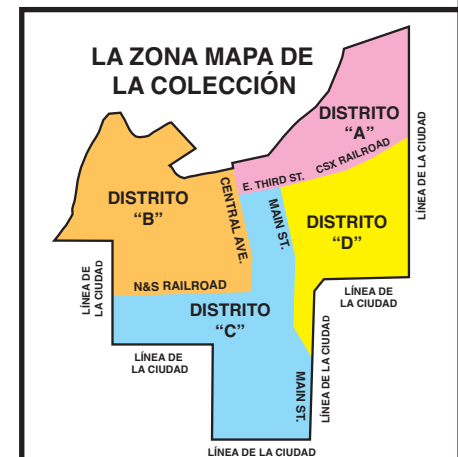 LA ZONA MAPA DE
LA COLECCIÓN
DISTRITO
“A”
CSX RAILROAD
E. THIRD ST.
LÍNEA DE LA CIUDAD
DISTRITO
“B”
CENTRAL AVE.
MAIN ST.
DISTRITO
“D”
N&S RAILROAD
LÍNEA DE
LA CIUDAD
DISTRITO
“C”
LÍNEA DE
LA CIUDAD
LÍNEA DE LA CIUDAD
LÍNEA DE
LA CIUDAD
MAIN ST.
LÍNEA DE LA CIUDAD